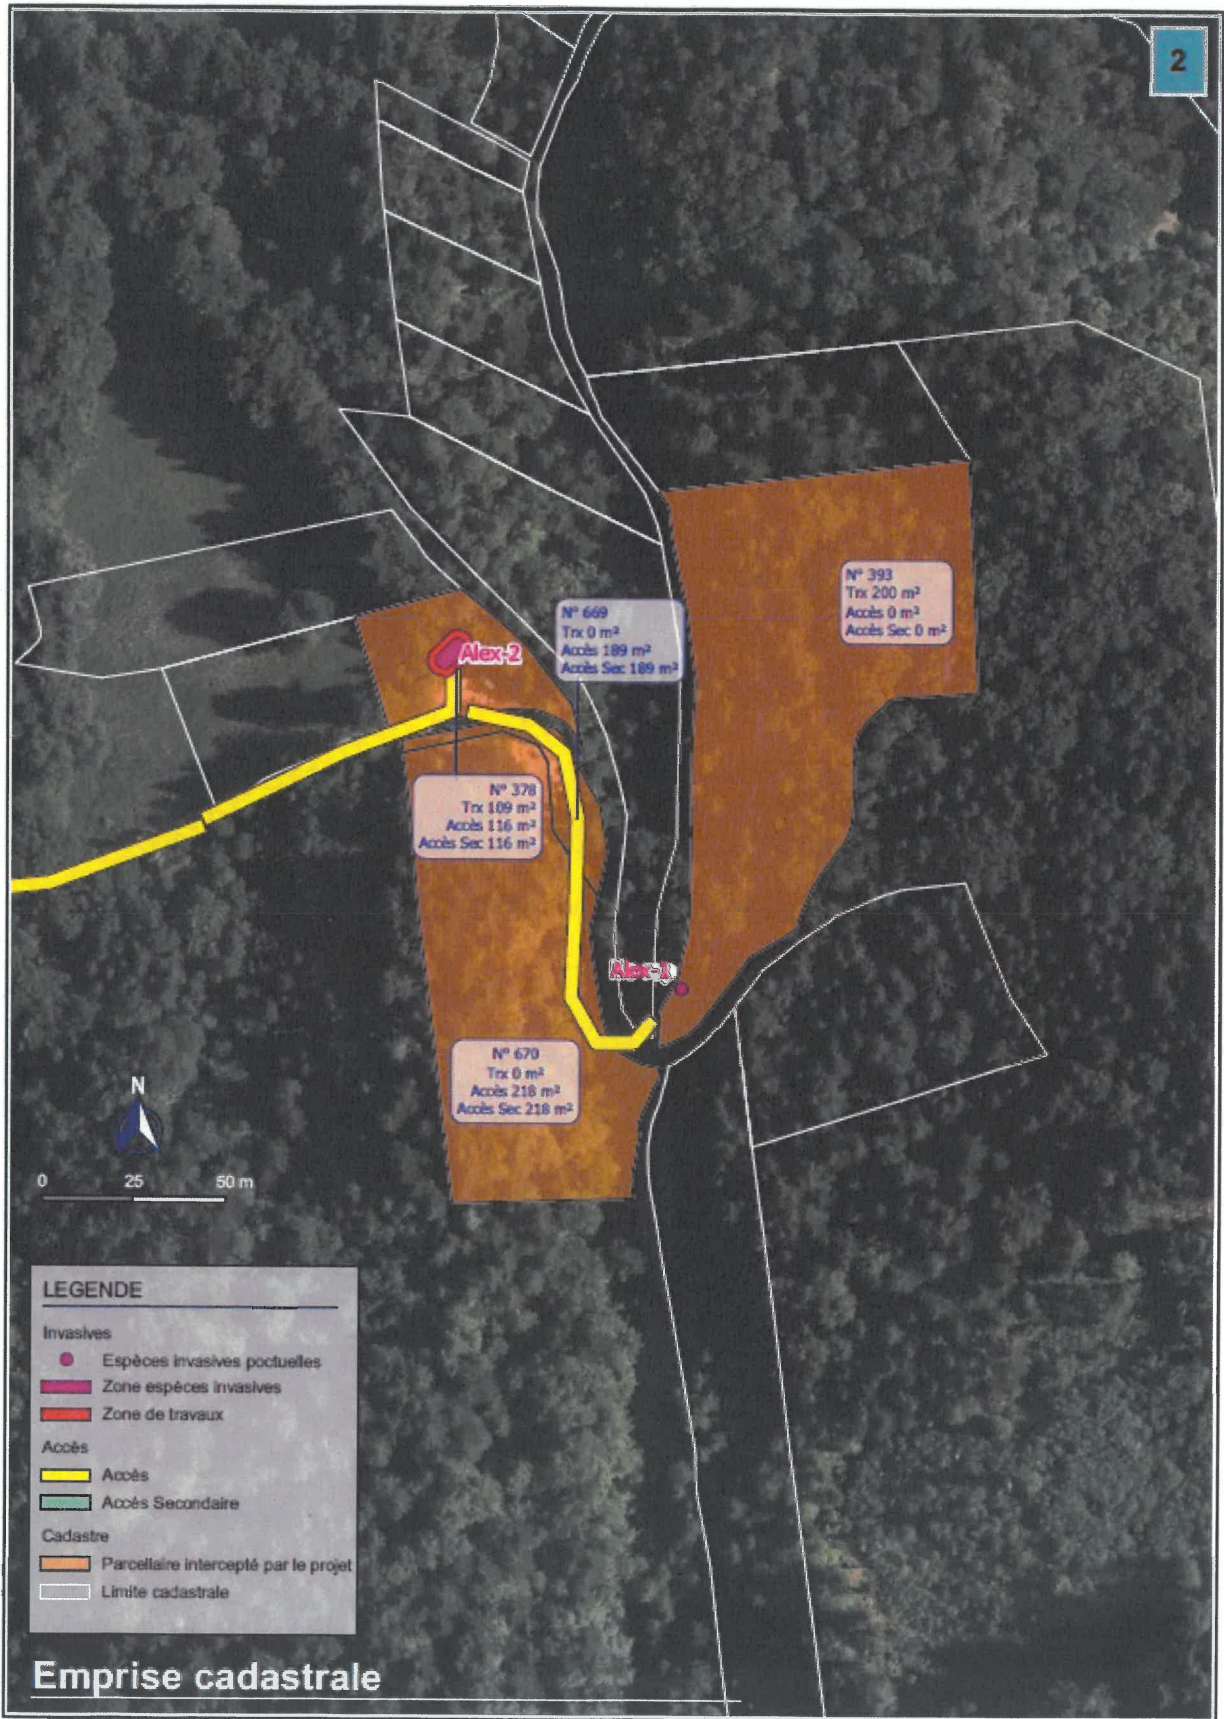 2
N° 393
Trx 200 m²
Accès 0 m²
Accès Sec 0 m²
N° 669
Trx 0 m²
Accès 189 m²
Accès Sec 189 m²
Alex-2
N° 378
Trx 109 m²
Accès 116 m²
Accès Sec 116 m²
Alex-1
N° 670
Trx 0 m²
Accès 218 m²
Accès Sec 218 m²
N
0 25 50 m
LEGENDE
Invasives
Espèces invasives poctuelles
Zone espèces invasives
Zone de travaux
Accès
Accès
Accès Secondaire
Cadastre
Parcellaire intercepté par le projet
Limite cadastrale
Emprise cadastrale